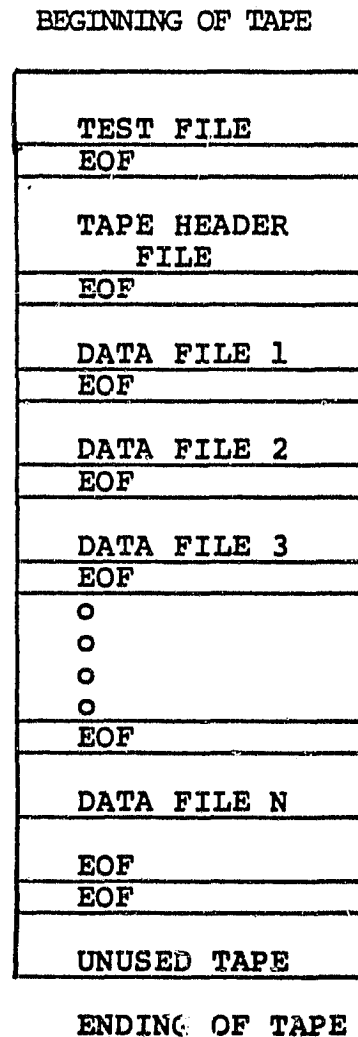 BEGINNING OF TAPE
TEST FILE
EOF
TAPE HEADER
FILE
EOF
DATA FILE 1
EOF
DATA FILE 2
EOF
DATA FILE 3
EOF
o
o
o
o
EOF
DATA FILE N
EOF
EOF
UNUSED TAPE
ENDING OF TAPE